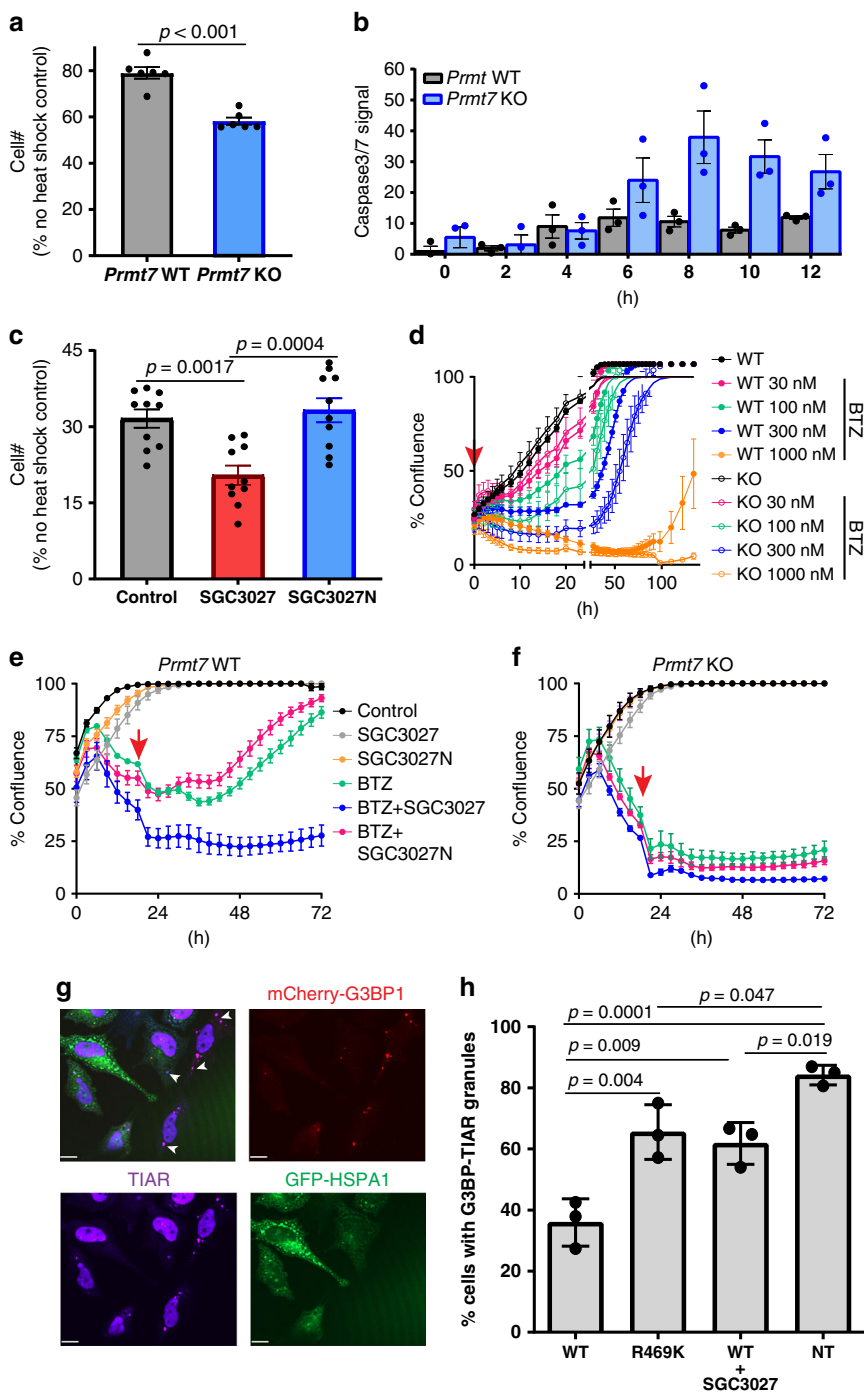 a
p < 0.001
Cell#
(% no heat shock control)
80
60
40
20
0
Prmt7 WT
Prmt7 KO
b
Prmt WT
Prmt7 KO
Caspase3/7 signal
60
50
40
30
20
10
0
0 2 4 6 8 10 12
(h)
c
p = 0.0004
p = 0.0017
Cell#
(% no heat shock control)
45
30
15
0
Control
SGC3027
SGC3027N
d
% Confluence
100
50
0
0 10 20 50 100
(h)
WT
WT 30 nM
WT 100 nM
WT 300 nM
WT 1000 nM
BTZ
KO
KO 30 nM
KO 100 nM
KO 300 nM
KO 1000 nM
BTZ
e
Prmt7 WT
% Confluence
100
75
50
25
0
0 24 48 72
(h)
Control
SGC3027
SGC3027N
BTZ
BTZ+SGC3027
BTZ+
SGC3027N
f
Prmt7 KO
% Confluence
100
75
50
25
0
0 24 48 72
(h)
g
mCherry-G3BP1
TIAR
GFP-HSPA1
h
p = 0.047
p = 0.0001
p = 0.009
p = 0.019
p = 0.004
% cells with G3BP-TIAR granules
100
80
60
40
20
0
WT
R469K
WT
+
SGC3027
NT